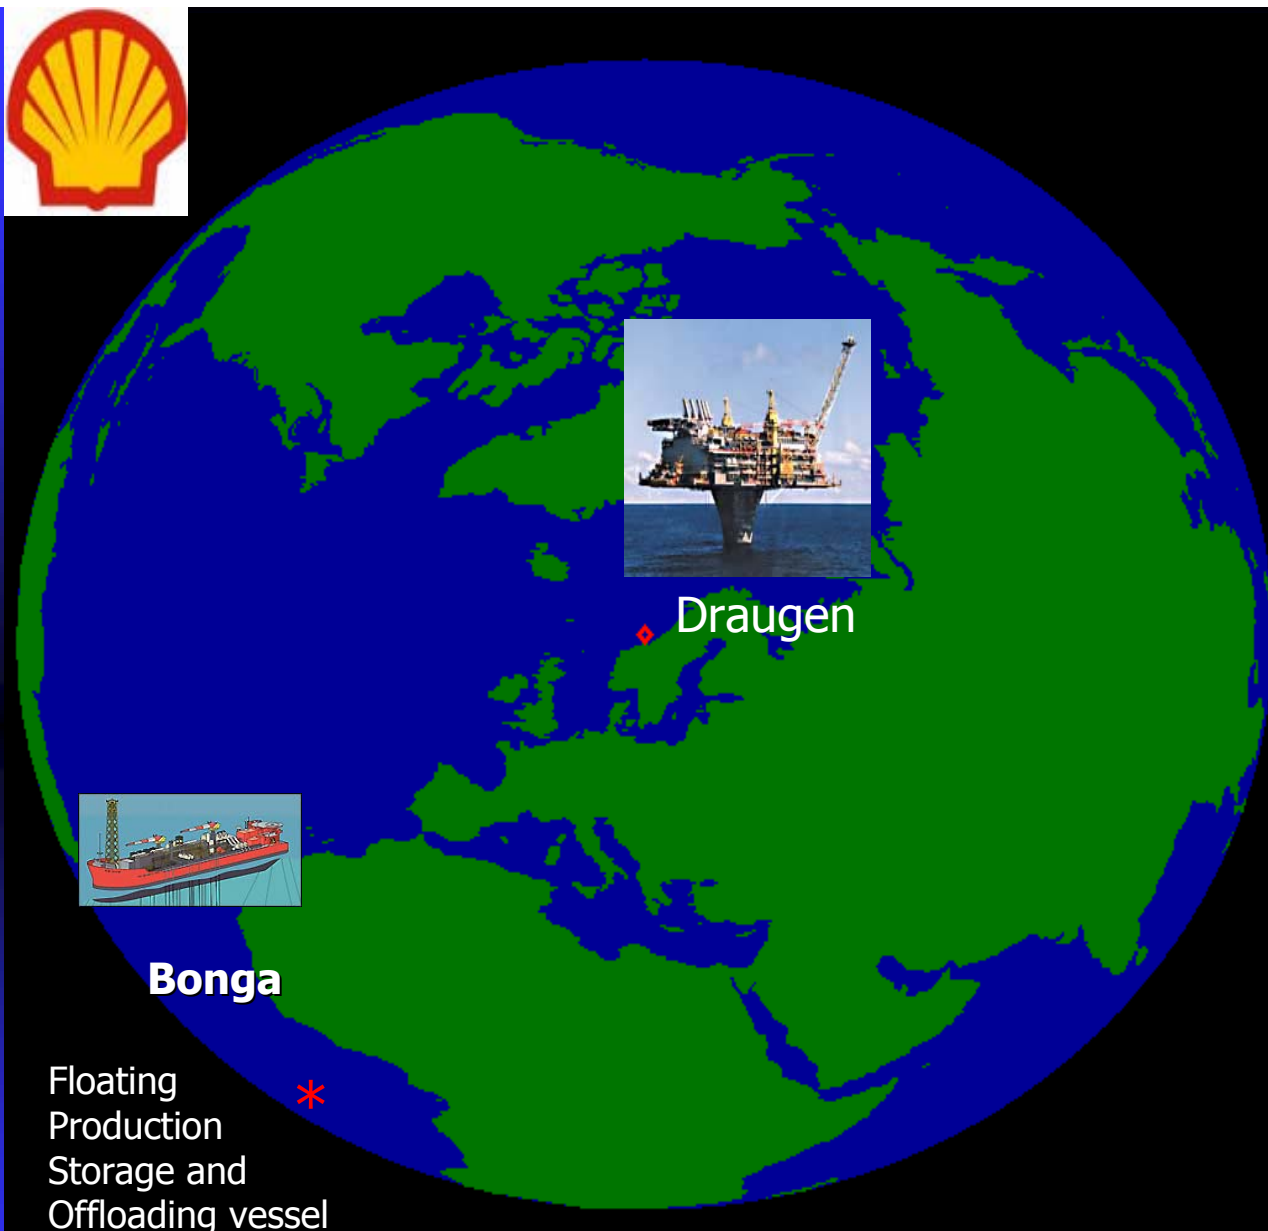 Draugen
Bonga
Floating
Production
Storage and
Offloading vessel